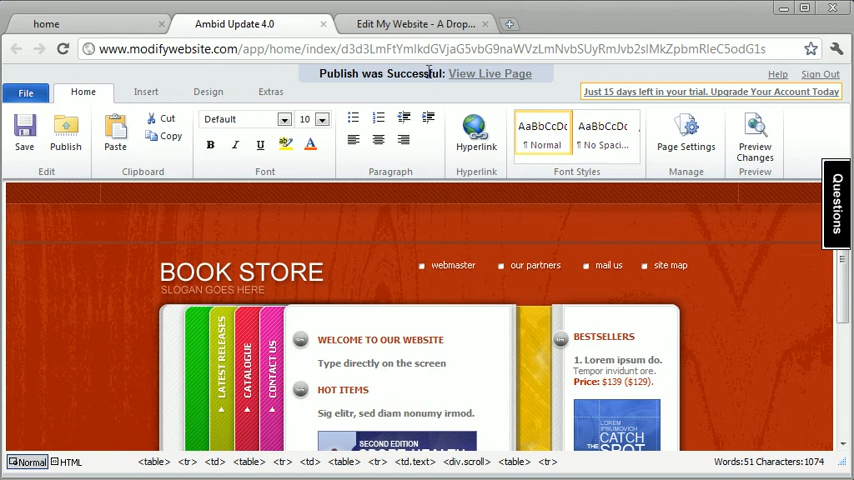 home
Ambid Update 4.0
Edit My Website - A Drop...
www.modifywebsite.com/app/home/index/d3d3LmFtYmlkdGVjaG5vbG9naWVzLmNvbSUyRmJvb2slMkZpbmRleC5odG1s
Publish was Successful: View Live Page
Help
Sign Out
File
Home
Insert
Design
Extras
Just 15 days left in your trial. Upgrade Your Account Today
Save
Publish
Edit
Paste
Cut
Copy
Clipboard
Default
10
B I U A
Font
Paragraph
Hyperlink
Hyperlink
AaBbCcDc
¶ Normal
AaBbCcDc
¶ No Spaci...
Font Styles
Page Settings
Manage
Preview
Changes
Preview
Questions
BOOK STORE
SLOGAN GOES HERE
webmaster
our partners
mail us
site map
LATEST RELEASES
CATALOGUE
CONTACT US
WELCOME TO OUR WEBSITE
Type directly on the screen
HOT ITEMS
Sig elitr, sed diam nonumy irmod.
SECOND EDITION
BESTSELLERS
1. Lorem ipsum do.
Tempor invidunt ore.
Price: $139 ($129).
LOREM
IPSUMOVICH
CATCH
THE SPOT
Normal
HTML
<table> <tr> <td> <table> <tr> <td> <table> <tr> <td.text> <div.scroll> <table> <tr>
Words:51 Characters:1074